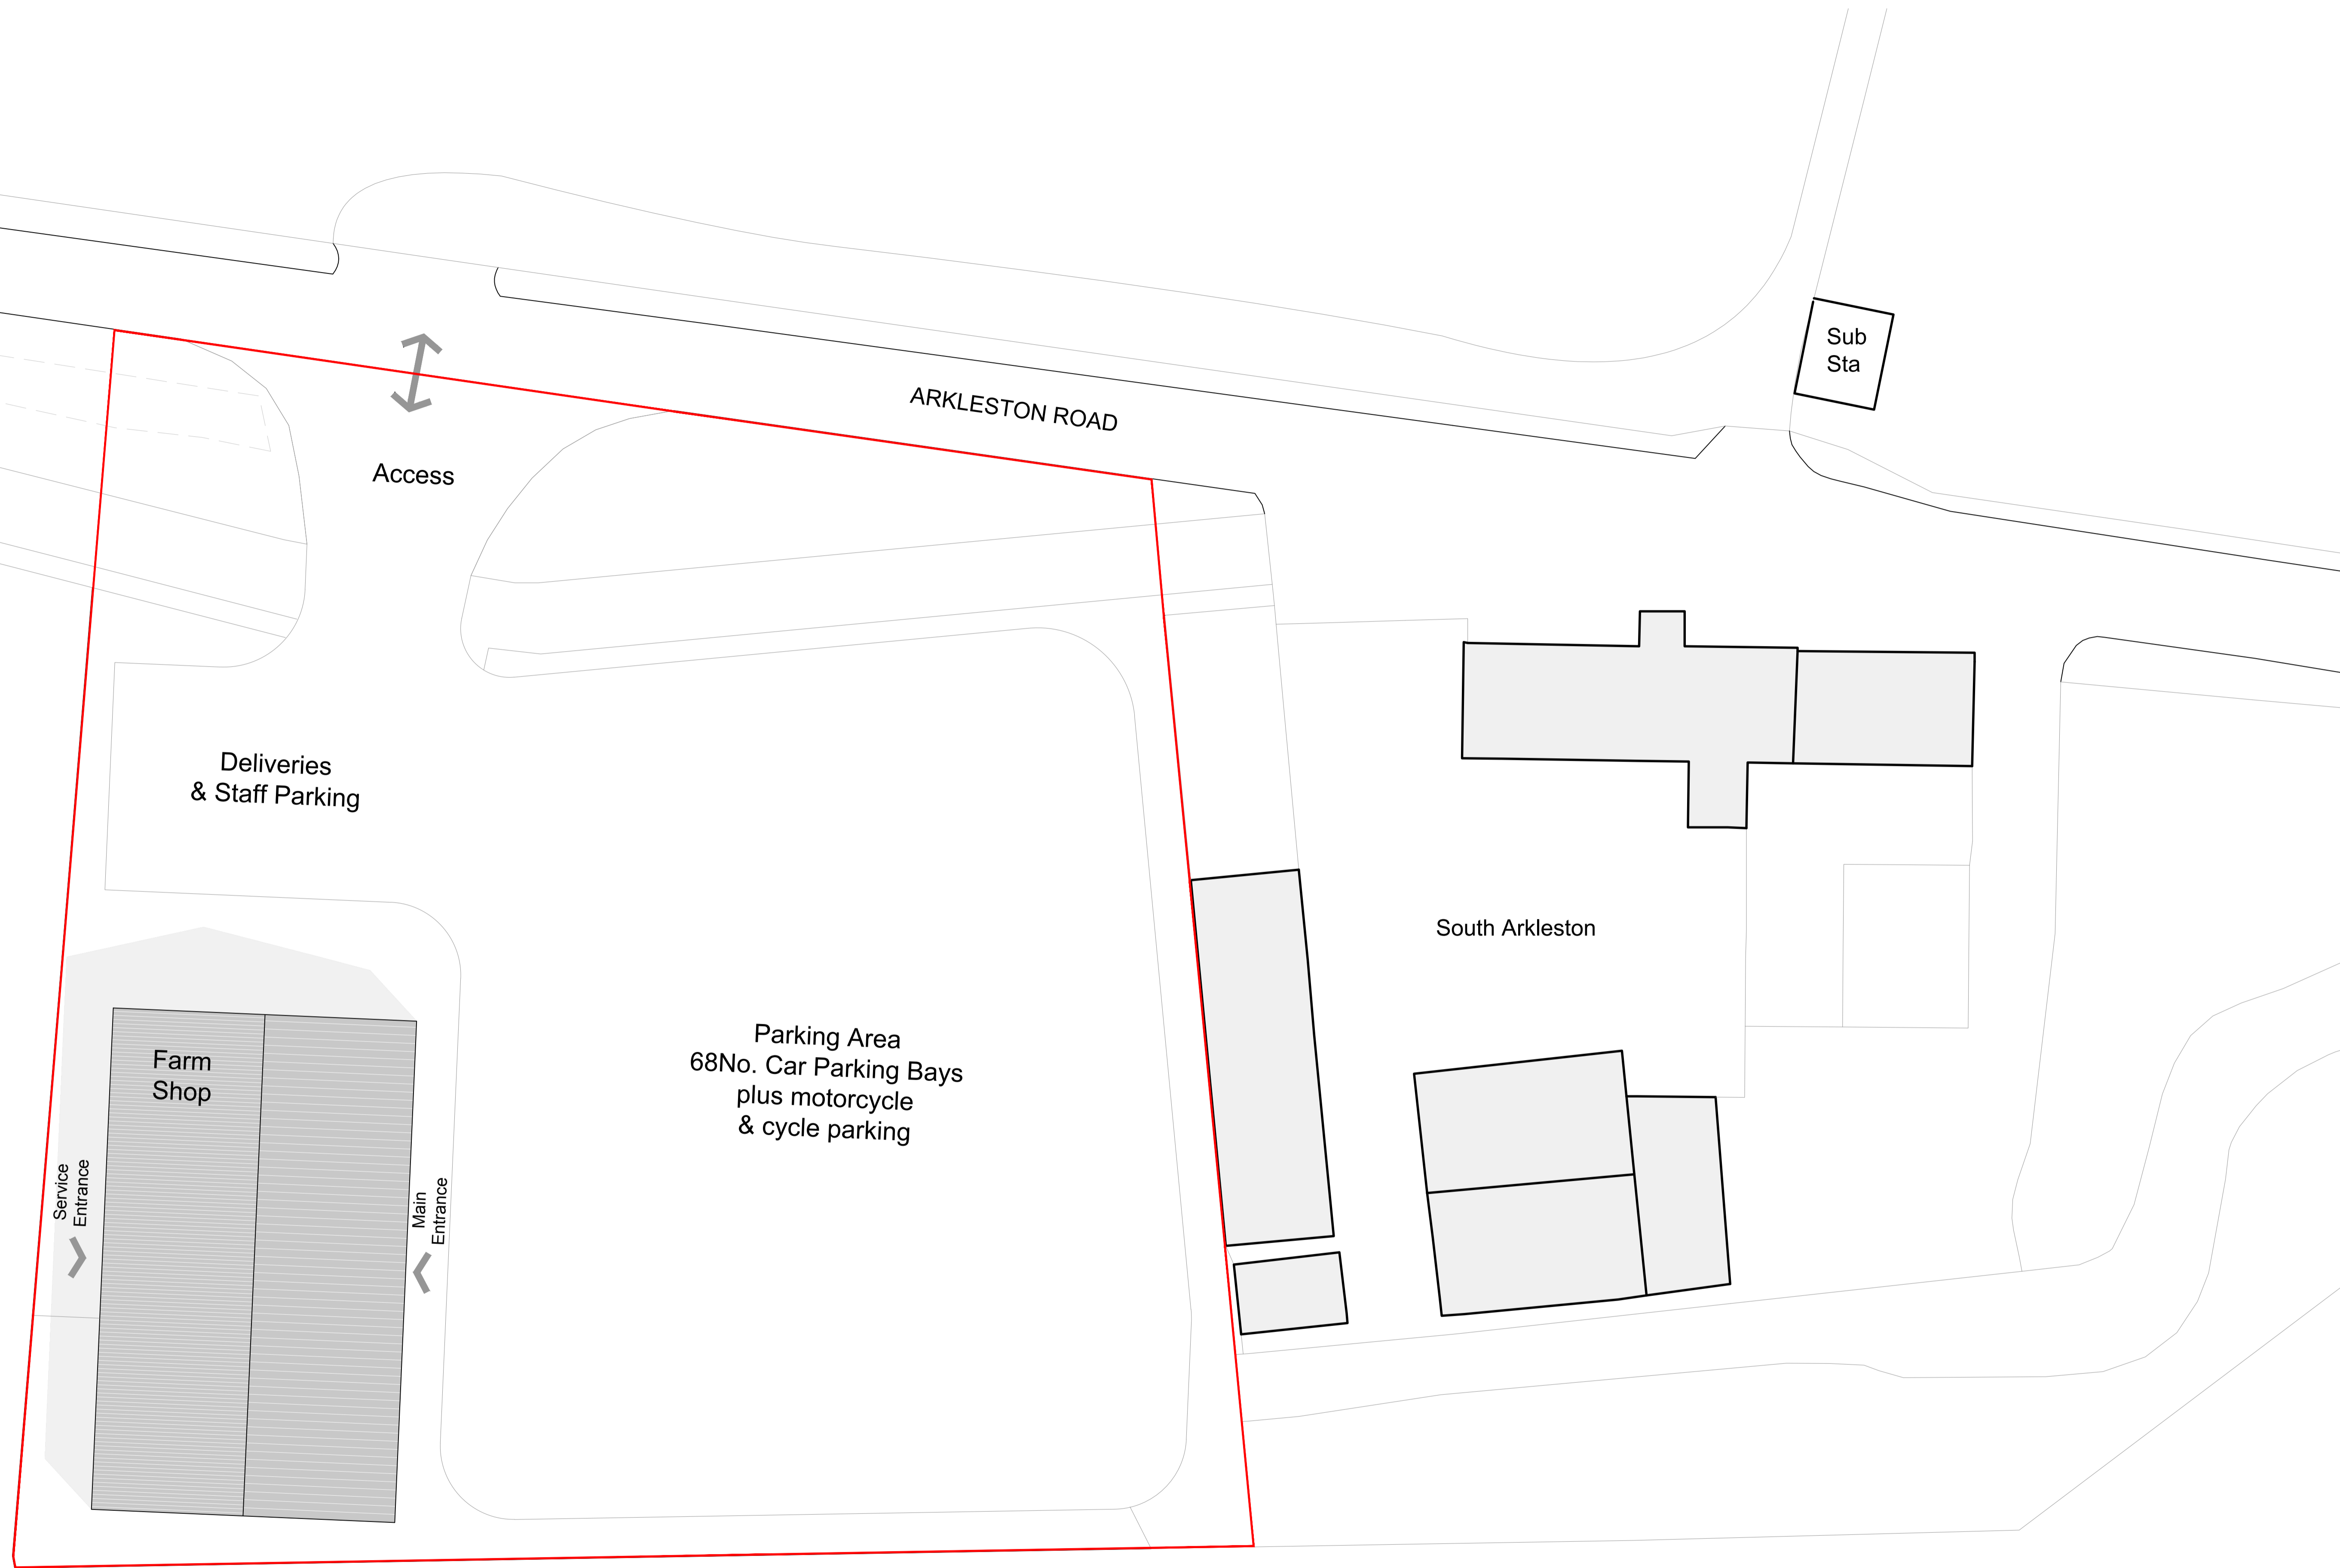 Sub
Sta
ARKLESTON ROAD
Access
Deliveries
& Staff Parking
South Arkleston
Farm
Shop
Parking Area
68No. Car Parking Bays
plus motorcycle
& cycle parking
Service
Entrance
Main
Entrance